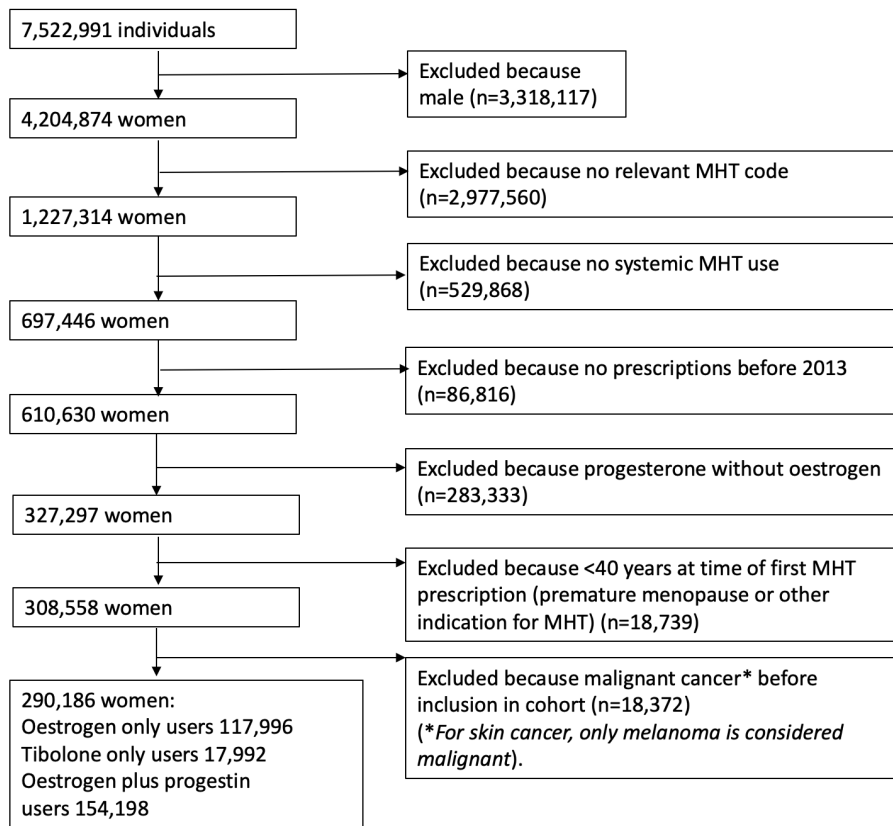 7,522,991 individuals
Excluded because
male (n=3,318,117)
4,204,874 women
Excluded because no relevant MHT code
(n=2,977,560)
1,227,314 women
Excluded because no systemic MHT use
(n=529,868)
697,446 women
Excluded because no prescriptions before 2013
(n=86,816)
610,630 women
Excluded because progesterone without oestrogen
(n=283,333)
327,297 women
Excluded because <40 years at time of first MHT
prescription (premature menopause or other
indication for MHT) (n=18,739)
308,558 women
Excluded because malignant cancer* before
inclusion in cohort (n=18,372)
(*For skin cancer, only melanoma is considered
malignant).
290,186 women:
Oestrogen only users 117,996
Tibolone only users 17,992
Oestrogen plus progestin
users 154,198